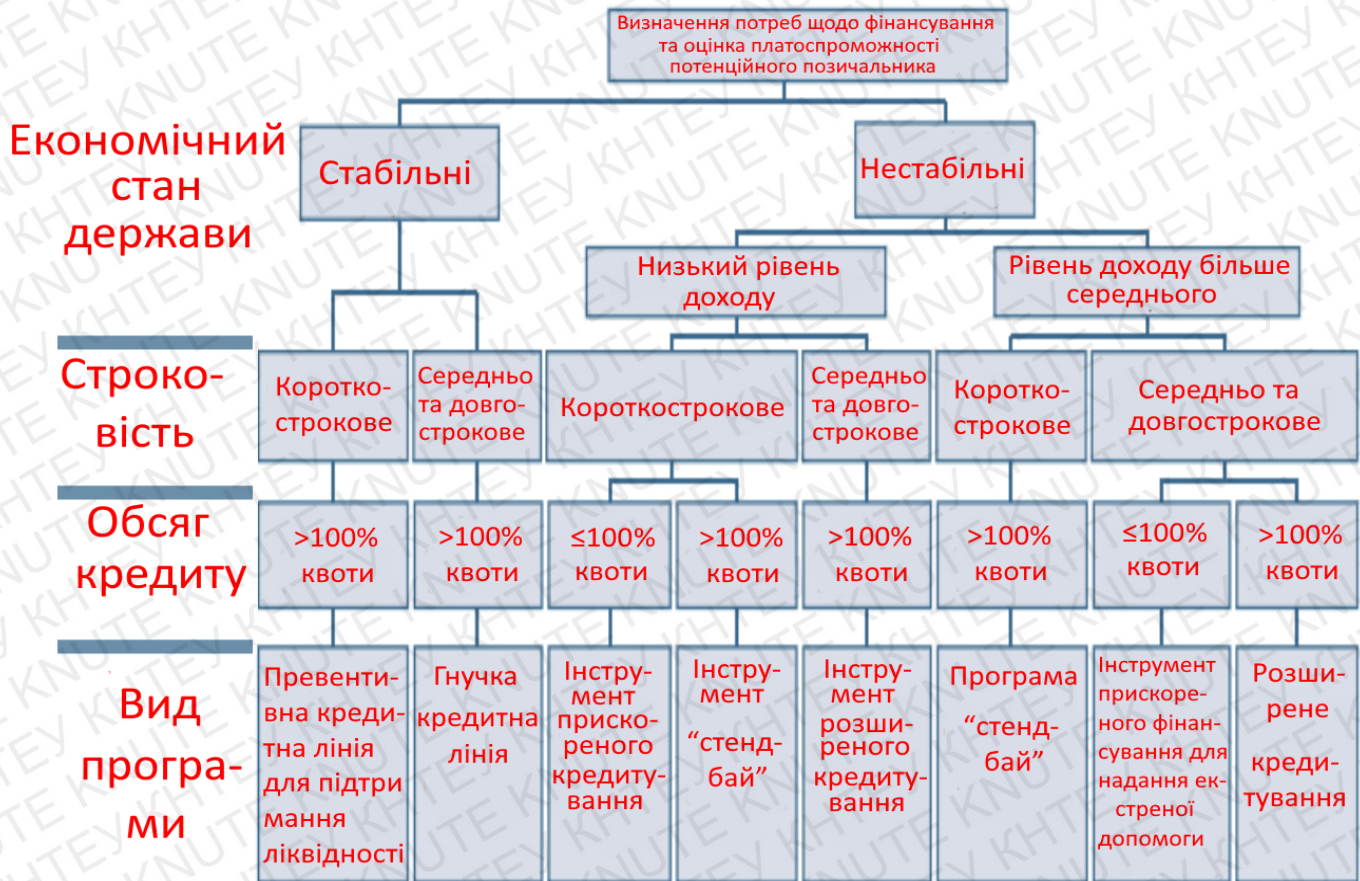 Визначення потреб щодо фінансування
та оцінка платоспроможності
потенційного позичальника
Економічний
стан
держави
Стабільні
Нестабільні
Низький рівень
доходу
Рівень доходу більше
середнього
Строко-
вість
Коротко-
строкове
Середньо
та довго-
строкове
Короткострокове
Середньо
та довго-
строкове
Коротко-
строкове
Середньо та
довгострокове
Обсяг
кредиту
>100%
квоти
>100%
квоти
≤100%
квоти
>100%
квоти
>100%
квоти
>100%
квоти
≤100%
квоти
>100%
квоти
Вид
програ-
ми
Превенти-
вна креди-
тна лінія
для підтри
мання
ліквідності
Гнучка
кредитна
лінія
Інстру-
мент
приско-
реного
кредиту-
вання
Інстру-
мент
“стенд-
бай”
Інстру-
мент
розши-
реного
кредиту-
вання
Програма
“стенд-
бай”
Інструмент
прискоре-
ного фінан-
сування для
надання ек-
стреної
допомоги
Розши-
рене
креди-
тування